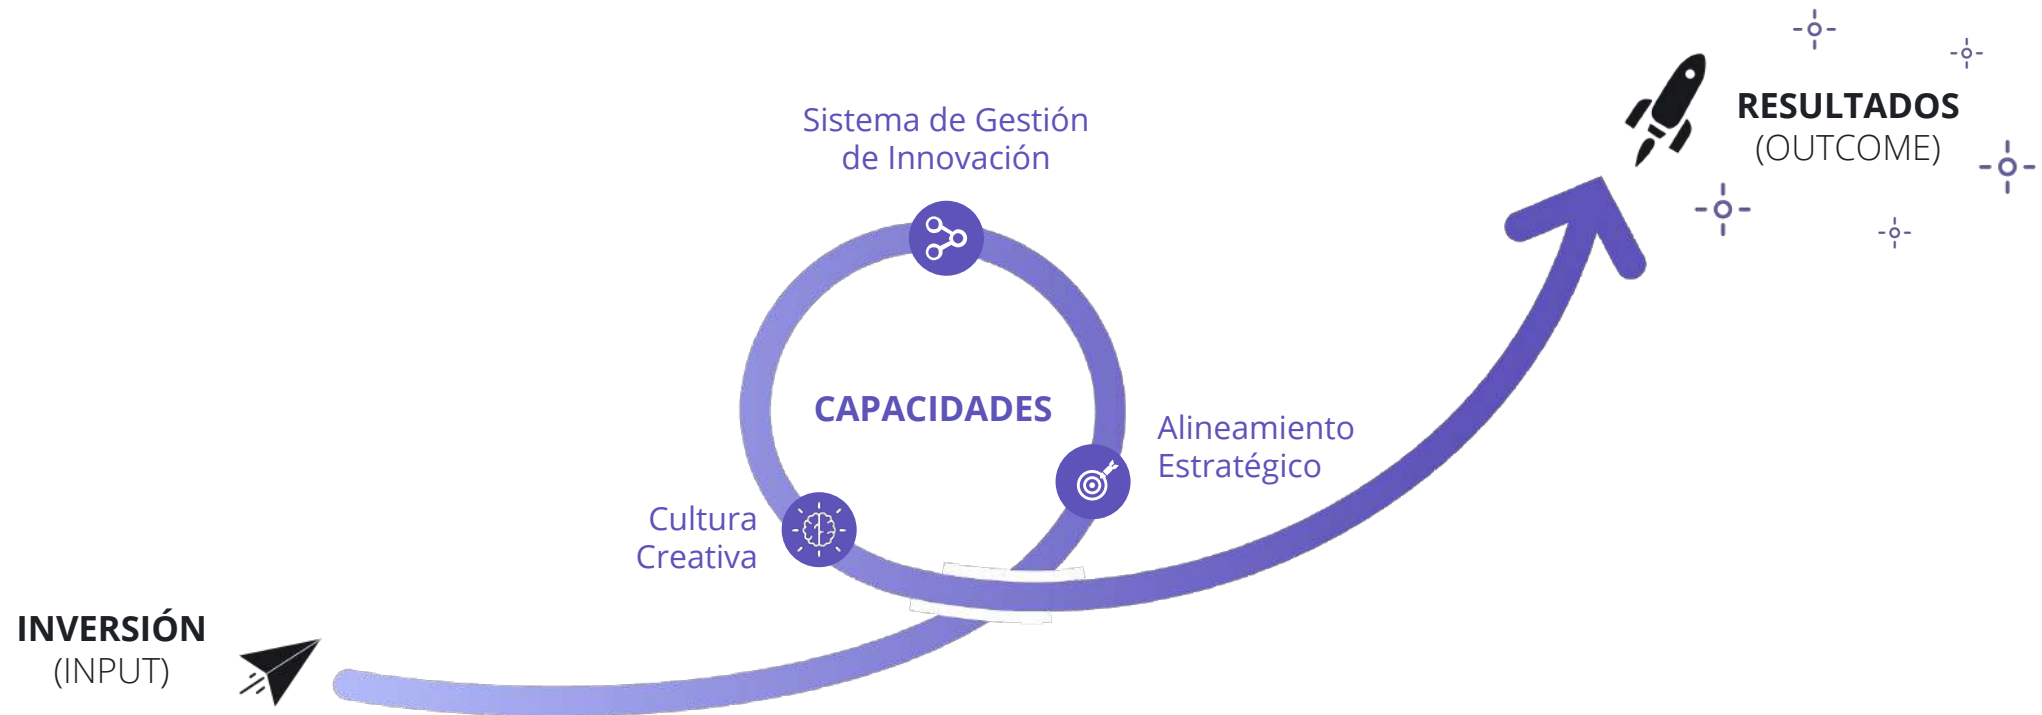 RESULTADOS
(OUTCOME)
Sistema de Gestión
de Innovación
CAPACIDADES
Alineamiento
Estratégico
Cultura
Creativa
INVERSIÓN
(INPUT)